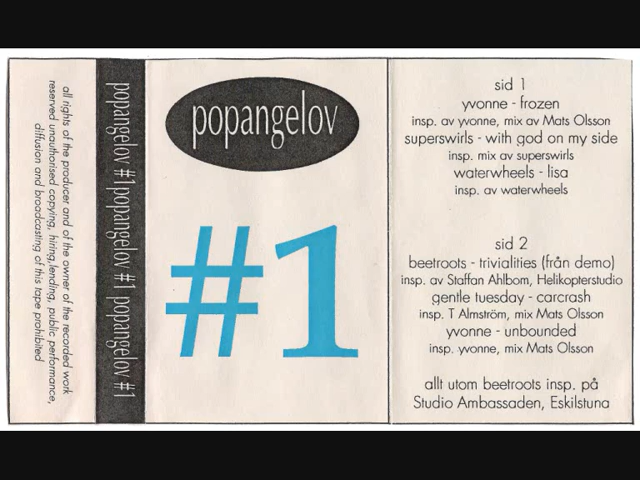 all rights of the producer and of the owner of the recorded work
reserved unauthorised copying, hiring,lending, public performance,
diffusion and broadcasting of this tape prohibited
popangelov #1popangelov #1 popangelov #1
popangelov
#1
sid 1
yvonne - frozen
insp. av yvonne, mix av Mats Olsson
superswirls - with god on my side
insp. mix av superswirls
waterwheels - lisa
insp. av waterwheels
sid 2
beetroots - trivialities (från demo)
insp. av Staffan Ahlbom, Helikopterstudio
gentle tuesday - carcrash
insp. T Almström, mix Mats Olsson
yvonne - unbounded
insp. yvonne, mix Mats Olsson
allt utom beetroots insp. på
Studio Ambassaden, Eskilstuna